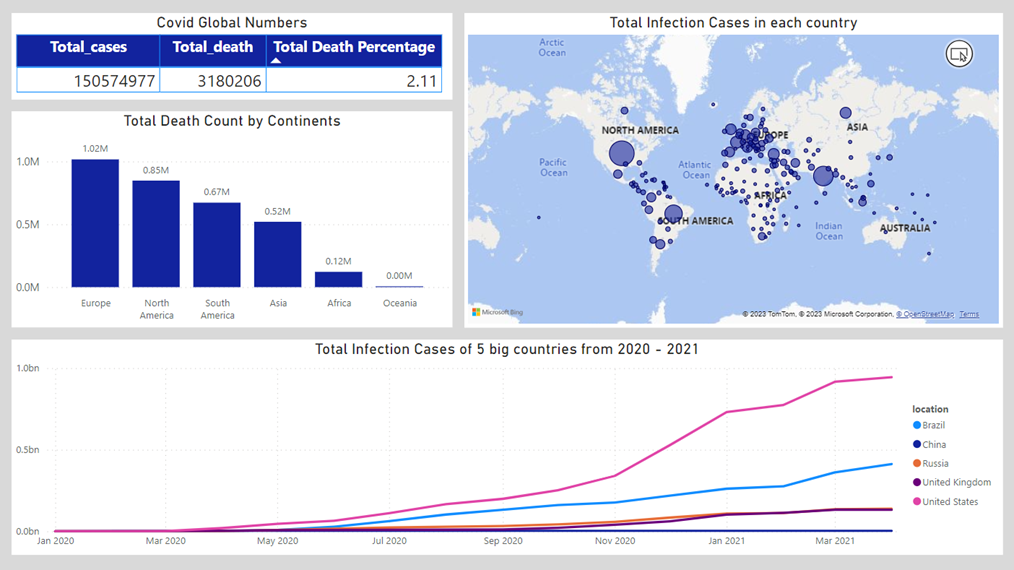 Covid Global Numbers
Total_cases Total_death Total Death Percentage
150574977 3180206 2.11
Total Death Count by Continents
1.02M
1.0M
0.85M
0.67M
0.5M
0.52M
0.12M
0.00M
0.0M
Europe North America South America Asia Africa Oceania
Total Infection Cases in each country
Arctic Ocean
NORTH AMERICA
EUROPE
ASIA
Pacific Ocean
Atlantic Ocean
AFRICA
SOUTH AMERICA
Indian Ocean
AUSTRALIA
Microsoft Bing
© 2023 TomTom, © 2023 Microsoft Corporation, © OpenStreetMap Terms
Total Infection Cases of 5 big countries from 2020 - 2021
1.0bn
0.5bn
0.0bn
Jan 2020 Mar 2020 May 2020 Jul 2020 Sep 2020 Nov 2020 Jan 2021 Mar 2021
location
Brazil
China
Russia
United Kingdom
United States